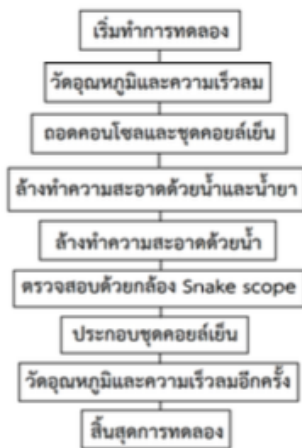 เริ่มทำการทดลอง
วัดอุณหภูมิและความเร็วลม
ถอดคอนโซลและชุดคอยล์เย็น
ล้างทำความสะอาดด้วยน้ำและน้ำยา
ล้างทำความสะอาดด้วยน้ำ
ตรวจสอบด้วยกล้อง Snake scope
ประกอบชุดคอยล์เย็น
วัดอุณหภูมิและความเร็วลมอีกครั้ง
สิ้นสุดการทดลอง